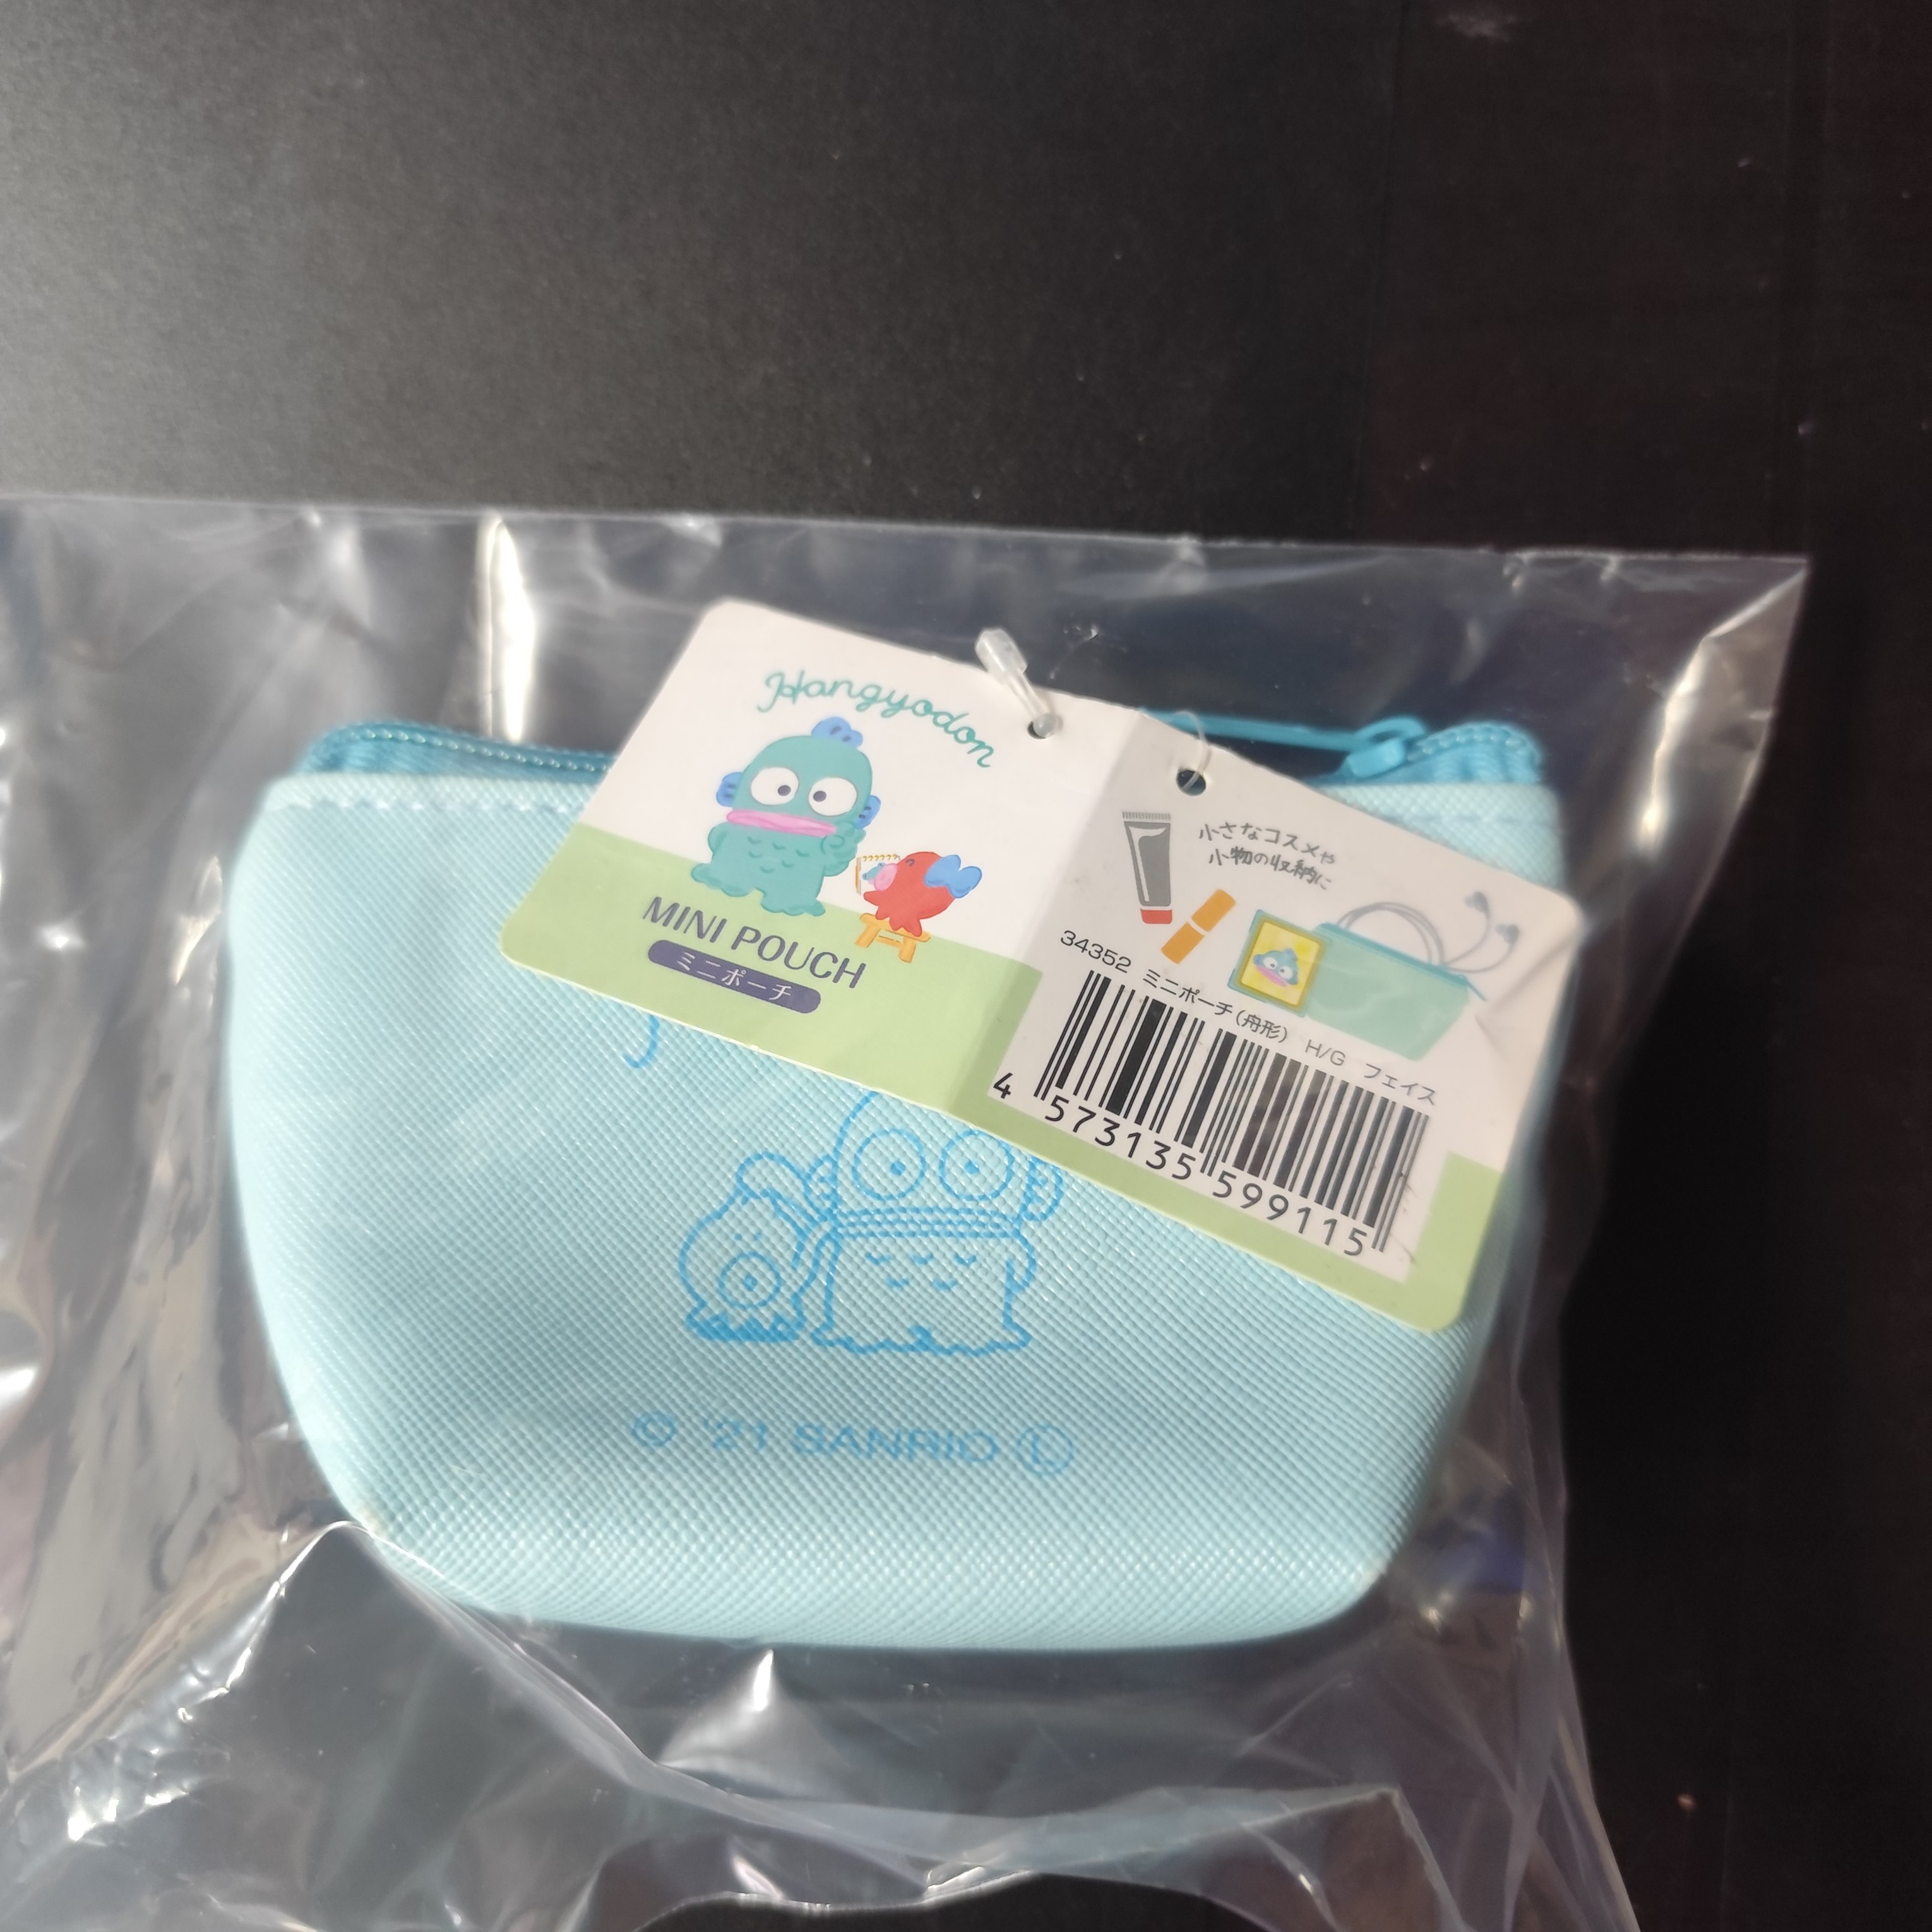 Hangyodon
MINI POUCH
ミニポーチ
小さなコスメや
小物の収納に
34352 ミニポーチ(舟形) H/G フェイス
4 573135 599115
© '21 SANRIO Ⓛ